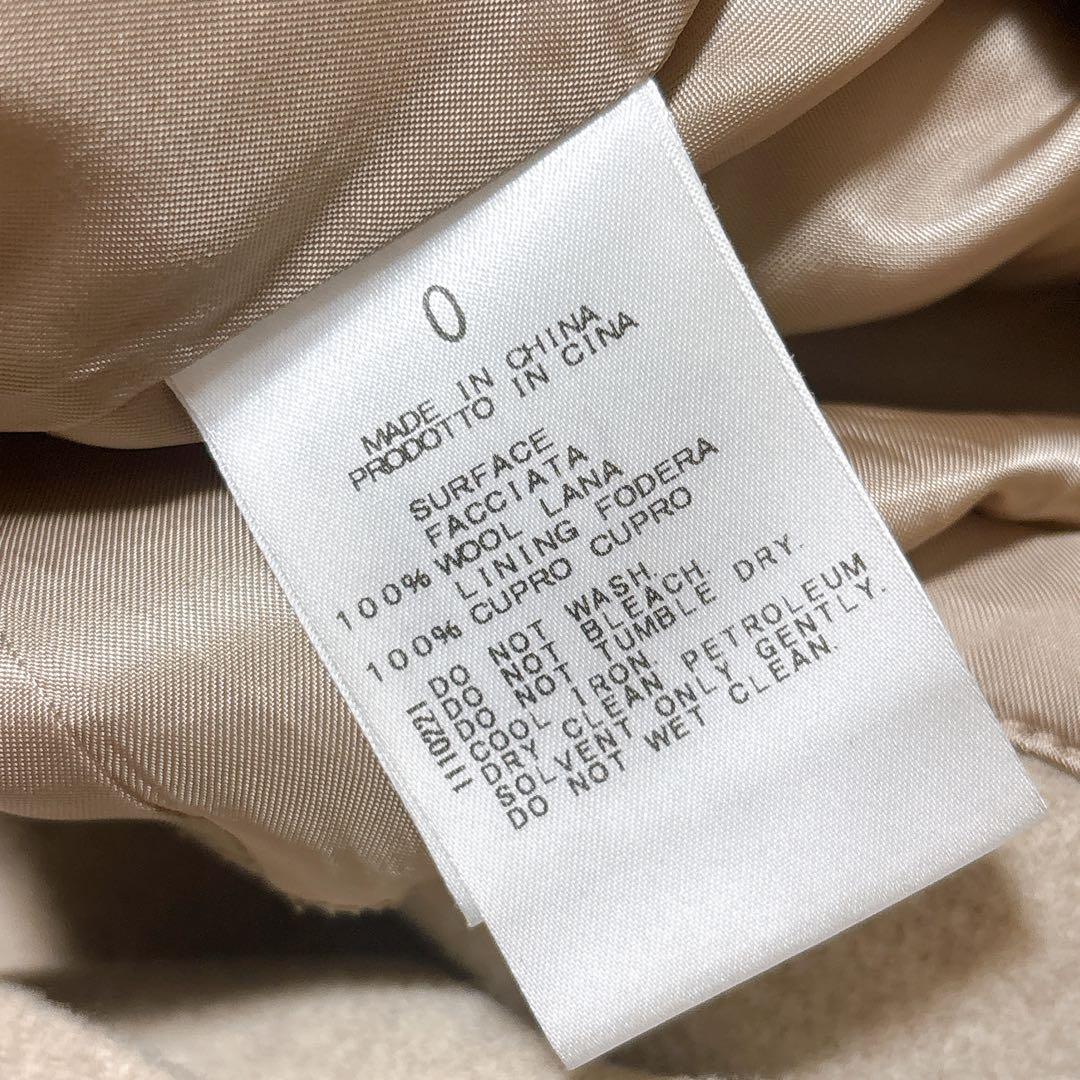 0
MADE IN CHINA
PRODOTTO IN CINA
SURFACE
FACCIATA
100% WOOL LANA
LINING FODERA
100% CUPRO CUPRO
DO NOT WASH.
DO NOT BLEACH.
DO NOT TUMBLE DRY.
COOL IRON.
DRY CLEAN PETROLEUM
SOLVENT ONLY GENTLY.
DO NOT WET CLEAN.
1110221